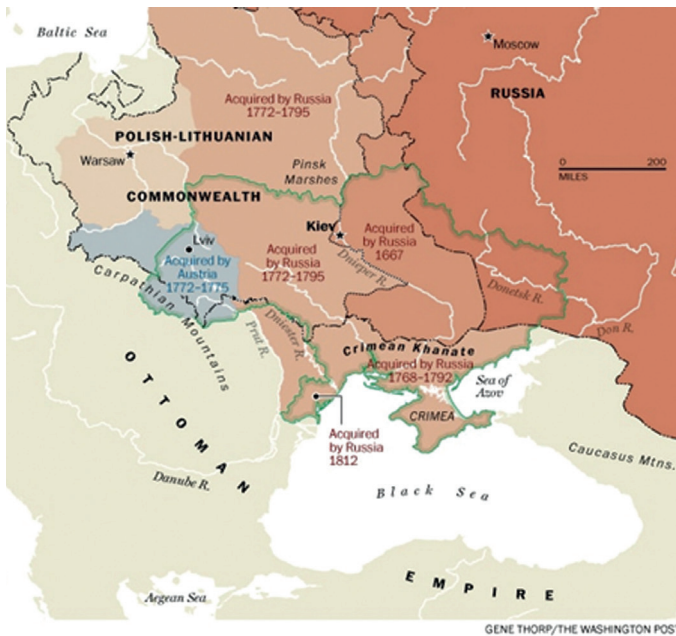 Baltic Sea
Moscow
RUSSIA
Acquired by Russia
1772–1795
POLISH-LITHUANIAN
Warsaw
Pinsk
Marshes
0 200
MILES
COMMONWEALTH
Kiev
Acquired
by Russia
1667
Lviv
Acquired by
Austria
1772–1775
Acquired
by Russia
1772–1795
Dnieper R.
Carpathian Mountains
Donetsk R.
Don R.
Prut R.
Dniester R.
Crimean Khanate
Acquired by Russia
1768–1792
Sea of
Azov
CRIMEA
OTTOMAN
Acquired
by Russia
1812
Caucasus Mtns.
Danube R.
Black Sea
EMPIRE
Aegean Sea
GENE THORP/THE WASHINGTON POS